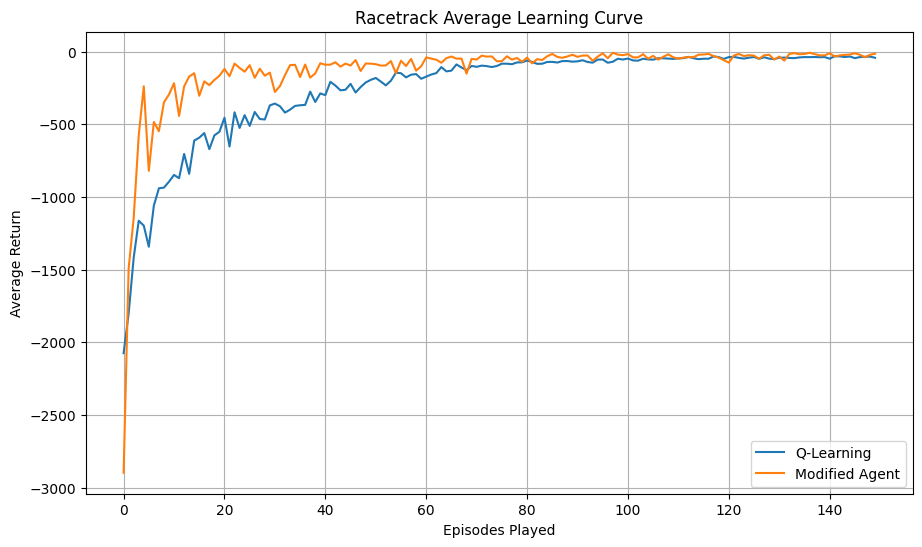 Racetrack Average Learning Curve
Average Return
0
−500
−1000
−1500
−2000
−2500
−3000
0 20 40 60 80 100 120 140
Episodes Played
Q-Learning
Modified Agent